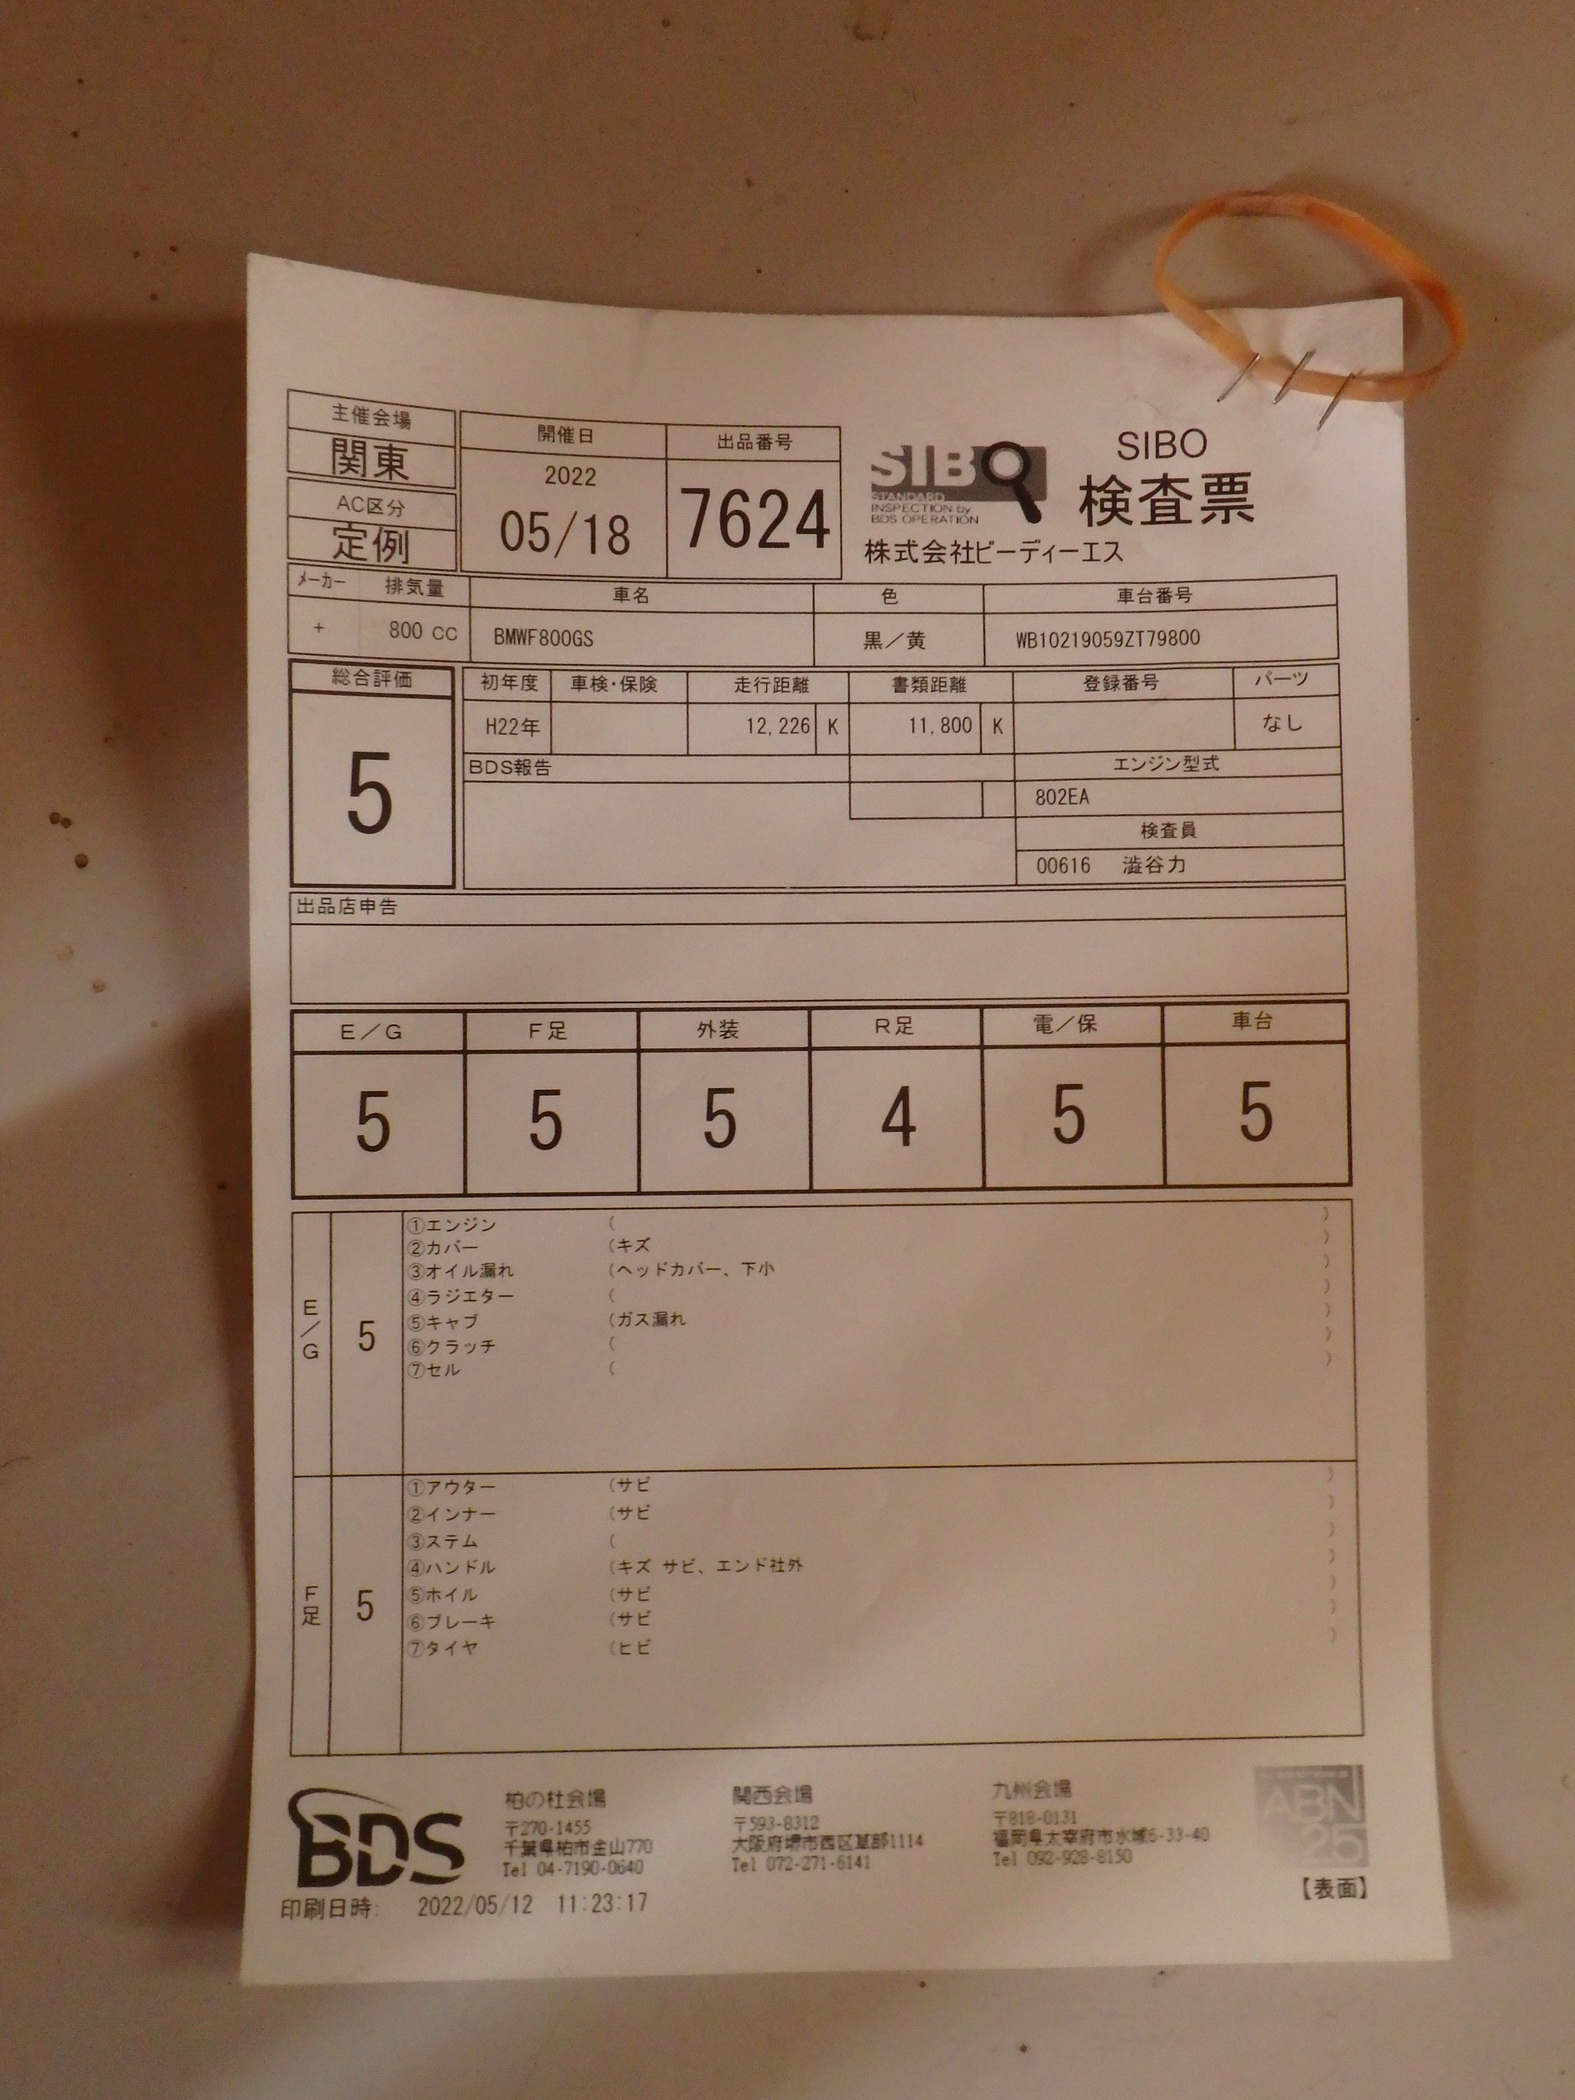 主催会場
関東
AC区分
定例
開催日
2022
05/18
出品番号
7624
SIBO
STANDARD
INSPECTION by
BDS OPERATION
SIBO
検査票
株式会社ビーディーエス
メーカー 排気量 車名 色 車台番号
+ 800 CC BMWF800GS 黒/黄 WB10219059ZT79800
総合評価
5
初年度 車検・保険 走行距離 書類距離 登録番号 パーツ
H22年 12,226 K 11,800 K なし
BDS報告
エンジン型式
802EA
検査員
00616 澁谷力
出品店申告
E/G F足 外装 R足 電/保 車台
5 5 5 4 5 5
E/G 5
①エンジン ( )
②カバー (キズ )
③オイル漏れ (ヘッドカバー、下小 )
④ラジエター ( )
⑤キャブ (ガス漏れ )
⑥クラッチ ( )
⑦セル ( )
F足 5
①アウター (サビ )
②インナー (サビ )
③ステム ( )
④ハンドル (キズ サビ、エンド社外 )
⑤ホイル (サビ )
⑥ブレーキ (サビ )
⑦タイヤ (ヒビ )
BDS
柏の杜会場
〒270-1455
千葉県柏市金山770
Tel 04-7190-0640
関西会場
〒593-8312
大阪府堺市西区草部1114
Tel 072-271-6141
九州会場
〒818-0131
福岡県太宰府市水城6-33-40
Tel 092-928-8150
ABN
25
【表面】
印刷日時: 2022/05/12 11:23:17